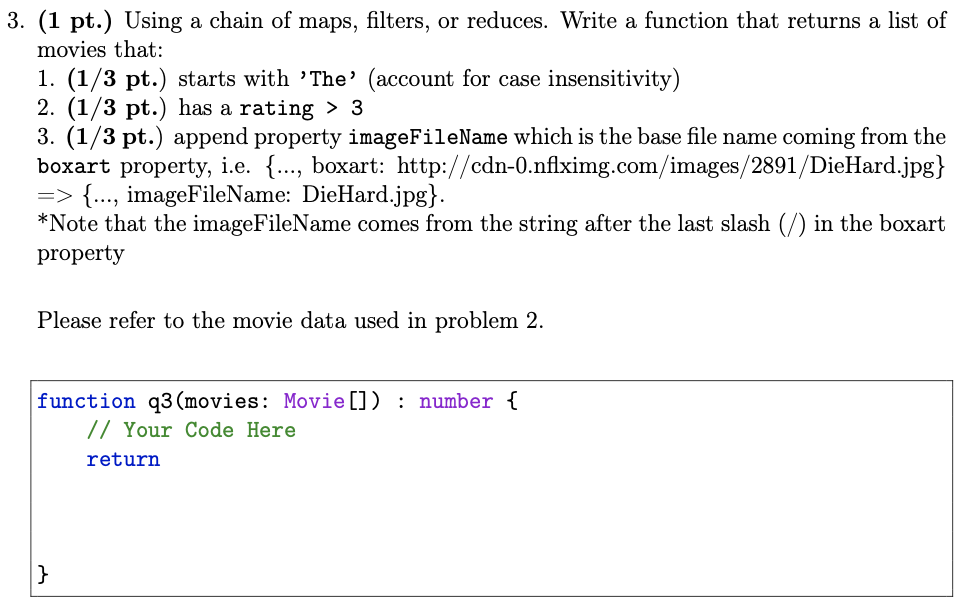 3. (1 pt.) Using a chain of maps, filters, or reduces. Write a function that returns a list of
movies that:
1. (1/3 pt.) starts with ’The’ (account for case insensitivity)
2. (1/3 pt.) has a rating > 3
3. (1/3 pt.) append property imageFileName which is the base file name coming from the
boxart property, i.e. {..., boxart: http://cdn-0.nflximg.com/images/2891/DieHard.jpg}
=> {..., imageFileName: DieHard.jpg}.
*Note that the imageFileName comes from the string after the last slash (/) in the boxart
property
Please refer to the movie data used in problem 2.
function q3(movies: Movie[]) : number {
// Your Code Here
return
}